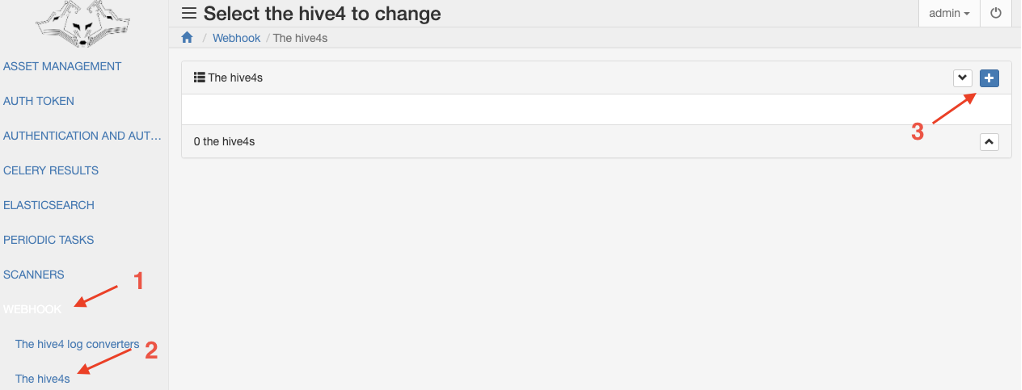 Select the hive4 to change
admin
/ Webhook / The hive4s
ASSET MANAGEMENT
AUTH TOKEN
AUTHENTICATION AND AUT...
CELERY RESULTS
ELASTICSEARCH
PERIODIC TASKS
SCANNERS
WEBHOOK
1
The hive4 log converters
2
The hive4s
The hive4s
3
0 the hive4s